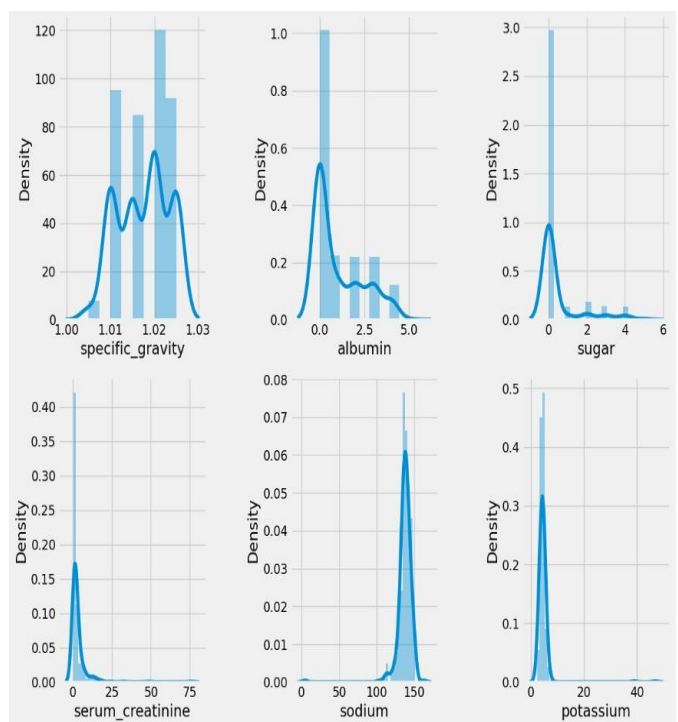 120
100
80
60
40
20
0
Density
1.00 1.01 1.02 1.03
specific_gravity
1.0
0.8
0.6
0.4
0.2
0.0
Density
0.0 2.5 5.0
albumin
3.0
2.5
2.0
1.5
1.0
0.5
0.0
Density
0 2 4 6
sugar
0.40
0.35
0.30
0.25
0.20
0.15
0.10
0.05
0.00
Density
0 25 50 75
serum_creatinine
0.08
0.07
0.06
0.05
0.04
0.03
0.02
0.01
0.00
Density
0 50 100 150
sodium
0.5
0.4
0.3
0.2
0.1
0.0
Density
0 20 40
potassium